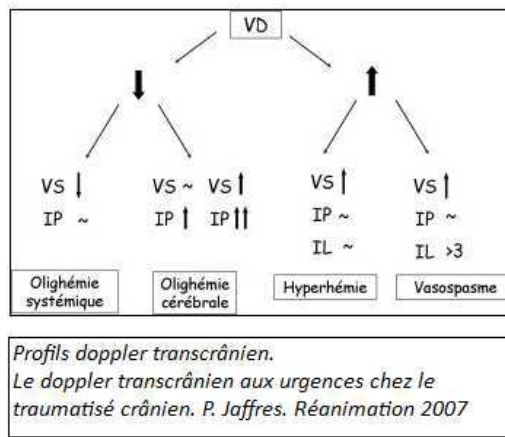 VD
VS ↓
IP ~
VS ~ VS ↑
IP ↑ IP ↑↑
VS ↑
IP ~
IL ~
VS ↑
IP ~
IL >3
Olighémie
systémique
Olighémie
cérébrale
Hyperhémie
Vasospasme
Profils doppler transcrânien.
Le doppler transcrânien aux urgences chez le
traumatisé crânien. P. Jaffres. Réanimation 2007